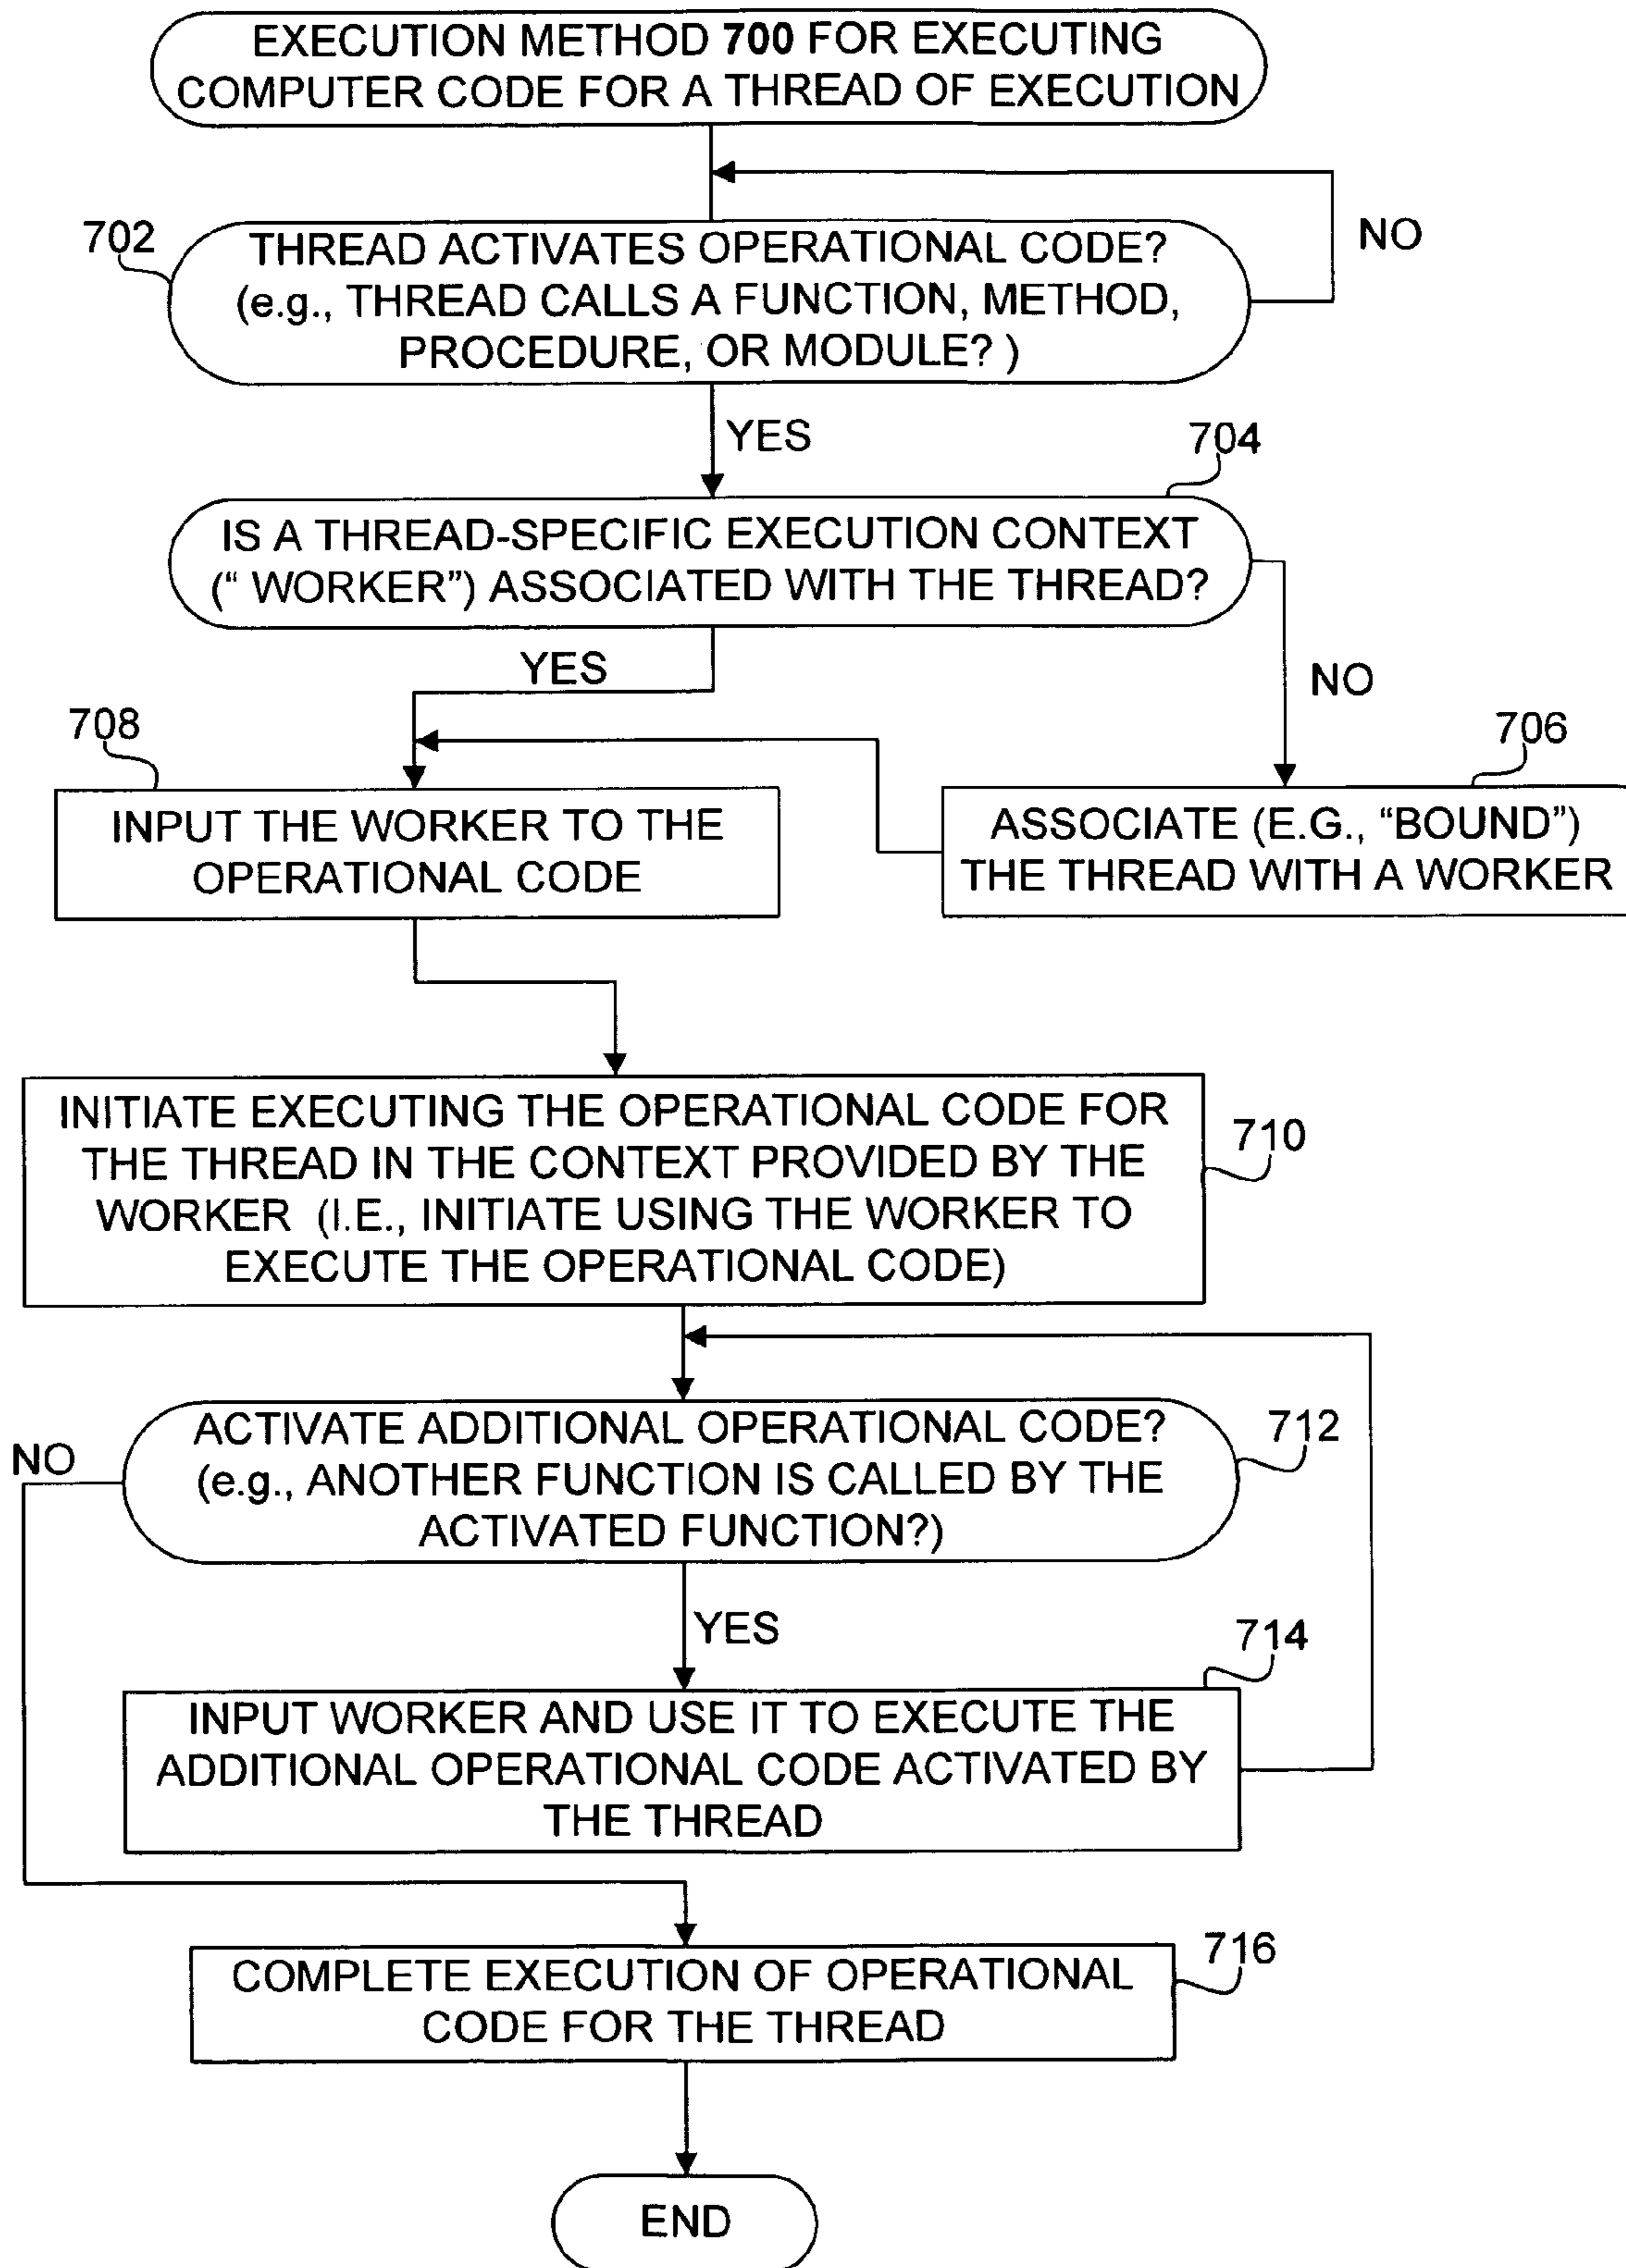 EXECUTION METHOD 700 FOR EXECUTING
COMPUTER CODE FOR A THREAD OF EXECUTION
702
THREAD ACTIVATES OPERATIONAL CODE?
(e.g., THREAD CALLS A FUNCTION, METHOD,
PROCEDURE, OR MODULE? )
NO
YES
704
IS A THREAD-SPECIFIC EXECUTION CONTEXT
(“ WORKER”) ASSOCIATED WITH THE THREAD?
YES
NO
708
706
INPUT THE WORKER TO THE
OPERATIONAL CODE
ASSOCIATE (E.G., “BOUND”)
THE THREAD WITH A WORKER
INITIATE EXECUTING THE OPERATIONAL CODE FOR
THE THREAD IN THE CONTEXT PROVIDED BY THE
WORKER (I.E., INITIATE USING THE WORKER TO
EXECUTE THE OPERATIONAL CODE)
710
ACTIVATE ADDITIONAL OPERATIONAL CODE?
(e.g., ANOTHER FUNCTION IS CALLED BY THE
ACTIVATED FUNCTION?)
712
NO
YES
714
INPUT WORKER AND USE IT TO EXECUTE THE
ADDITIONAL OPERATIONAL CODE ACTIVATED BY
THE THREAD
716
COMPLETE EXECUTION OF OPERATIONAL
CODE FOR THE THREAD
END